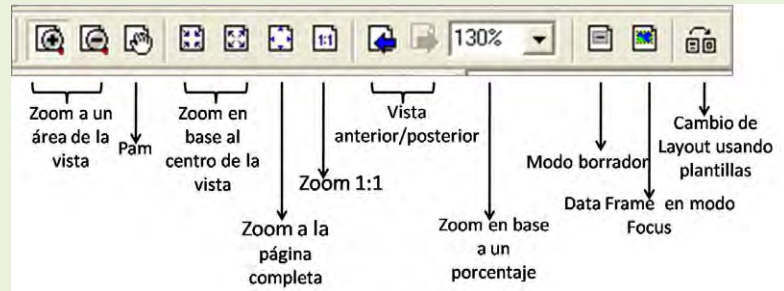 1:1
130%
Zoom a un
área de la
vista
Pam
Zoom en
base al
centro de la
vista
Zoom a la
página
completa
Zoom 1:1
Vista
anterior/posterior
Zoom en base
a un
porcentaje
Modo borrador
Data Frame en modo
Focus
Cambio de
Layout usando
plantillas